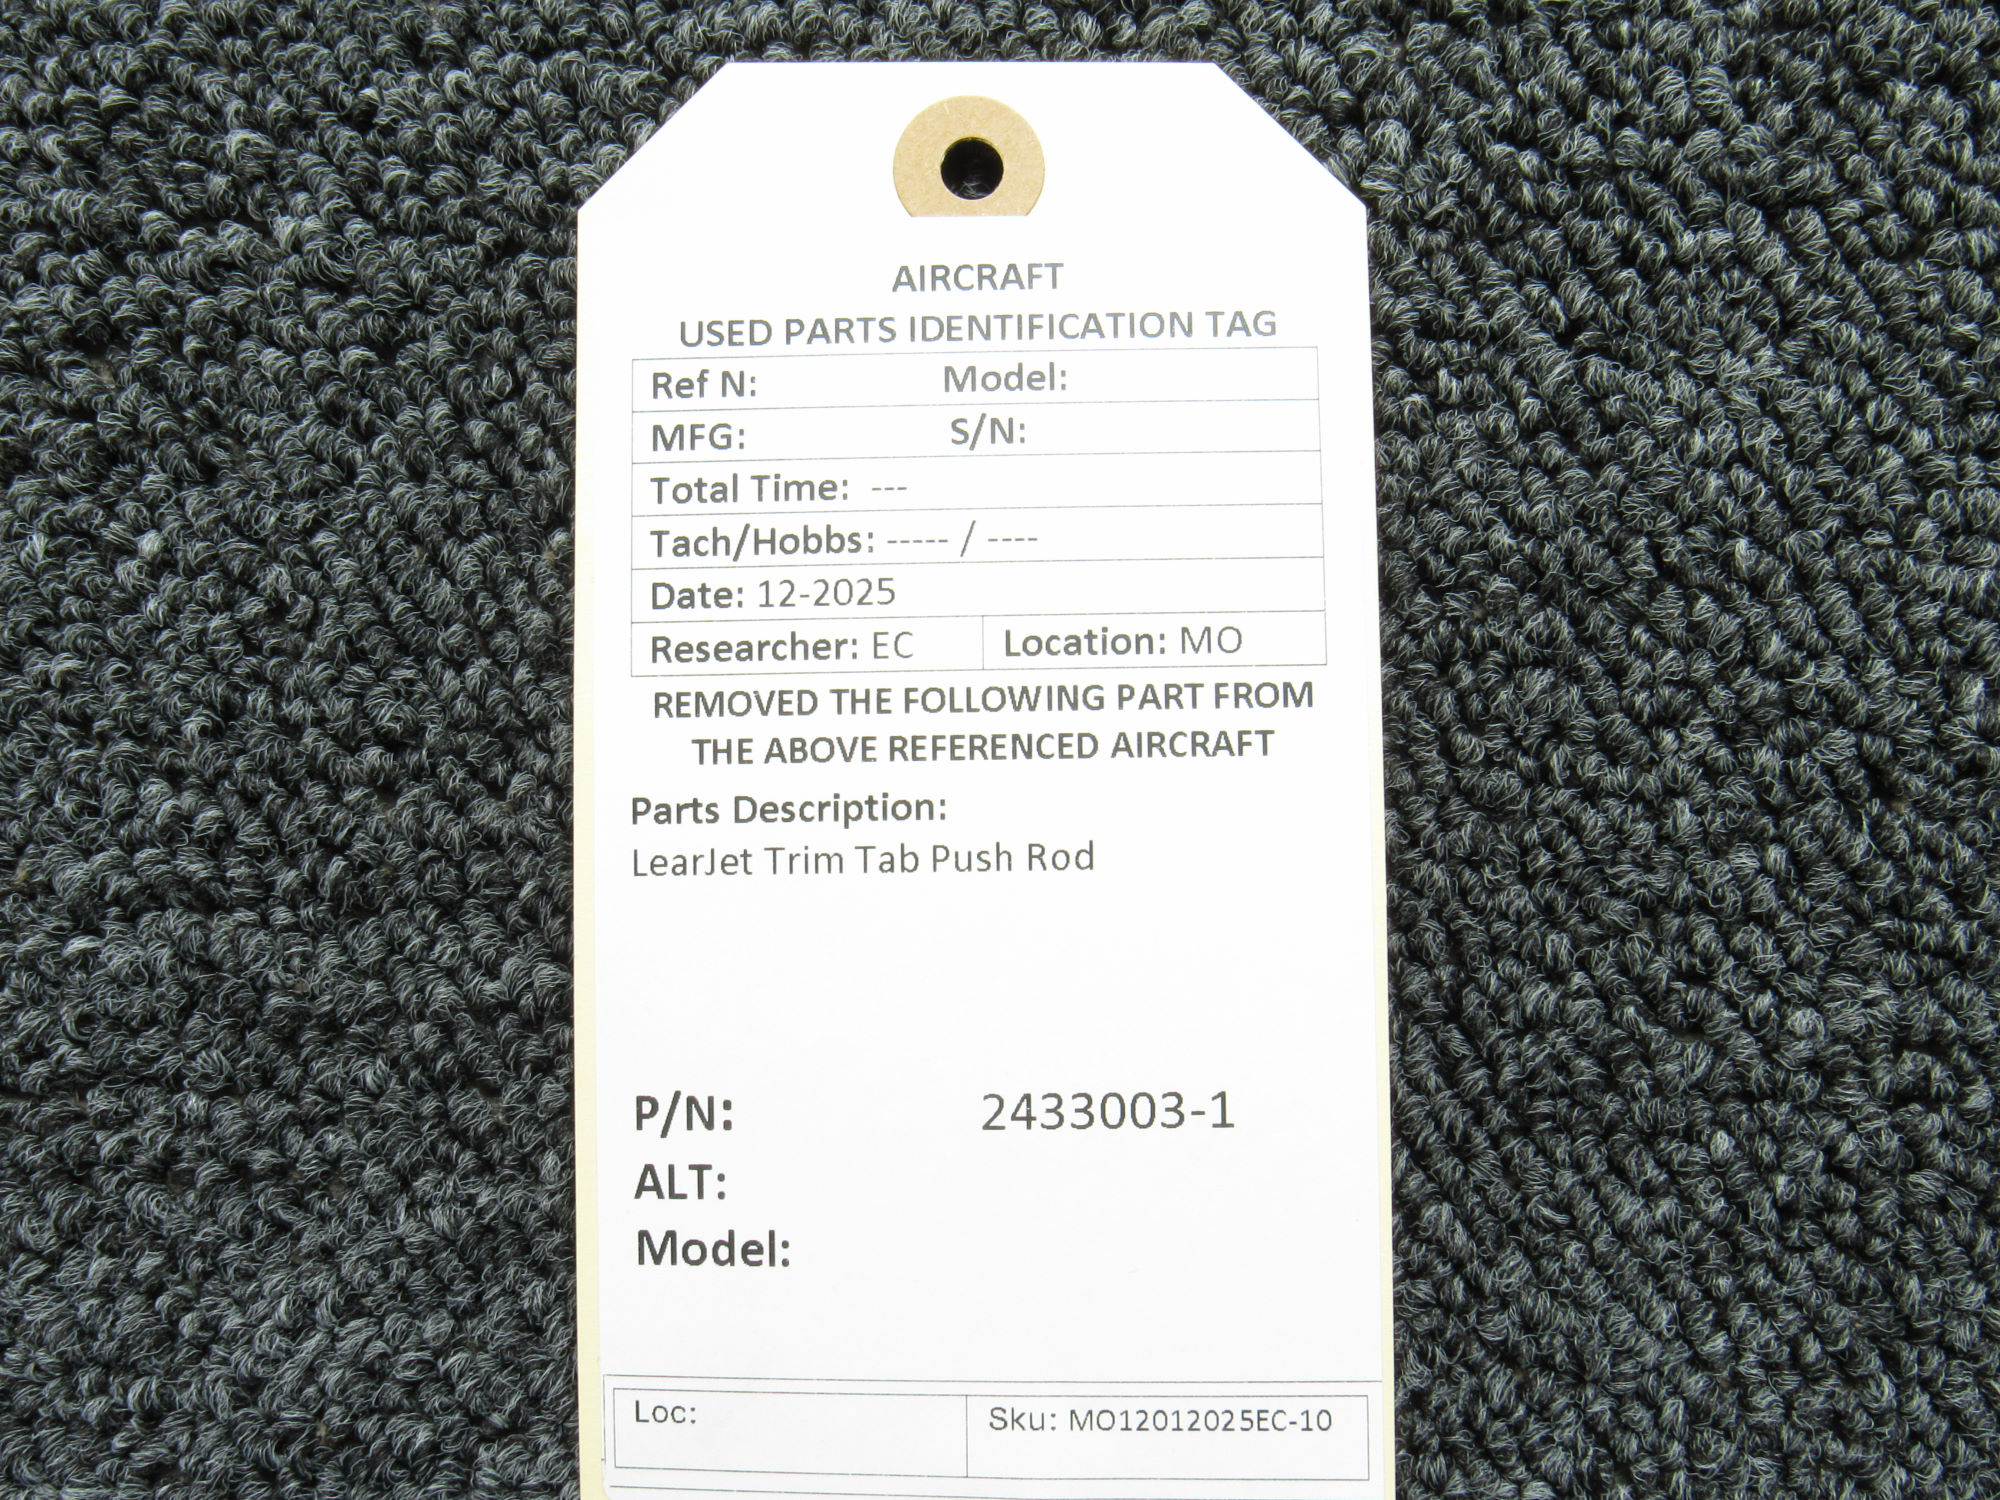 AIRCRAFT
USED PARTS IDENTIFICATION TAG
Ref N: Model:
MFG: S/N:
Total Time: ---
Tach/Hobbs: ----- / ----
Date: 12-2025
Researcher: EC Location: MO
REMOVED THE FOLLOWING PART FROM
THE ABOVE REFERENCED AIRCRAFT
Parts Description:
LearJet Trim Tab Push Rod
P/N: 2433003-1
ALT:
Model:
Loc: Sku: MO12012025EC-10